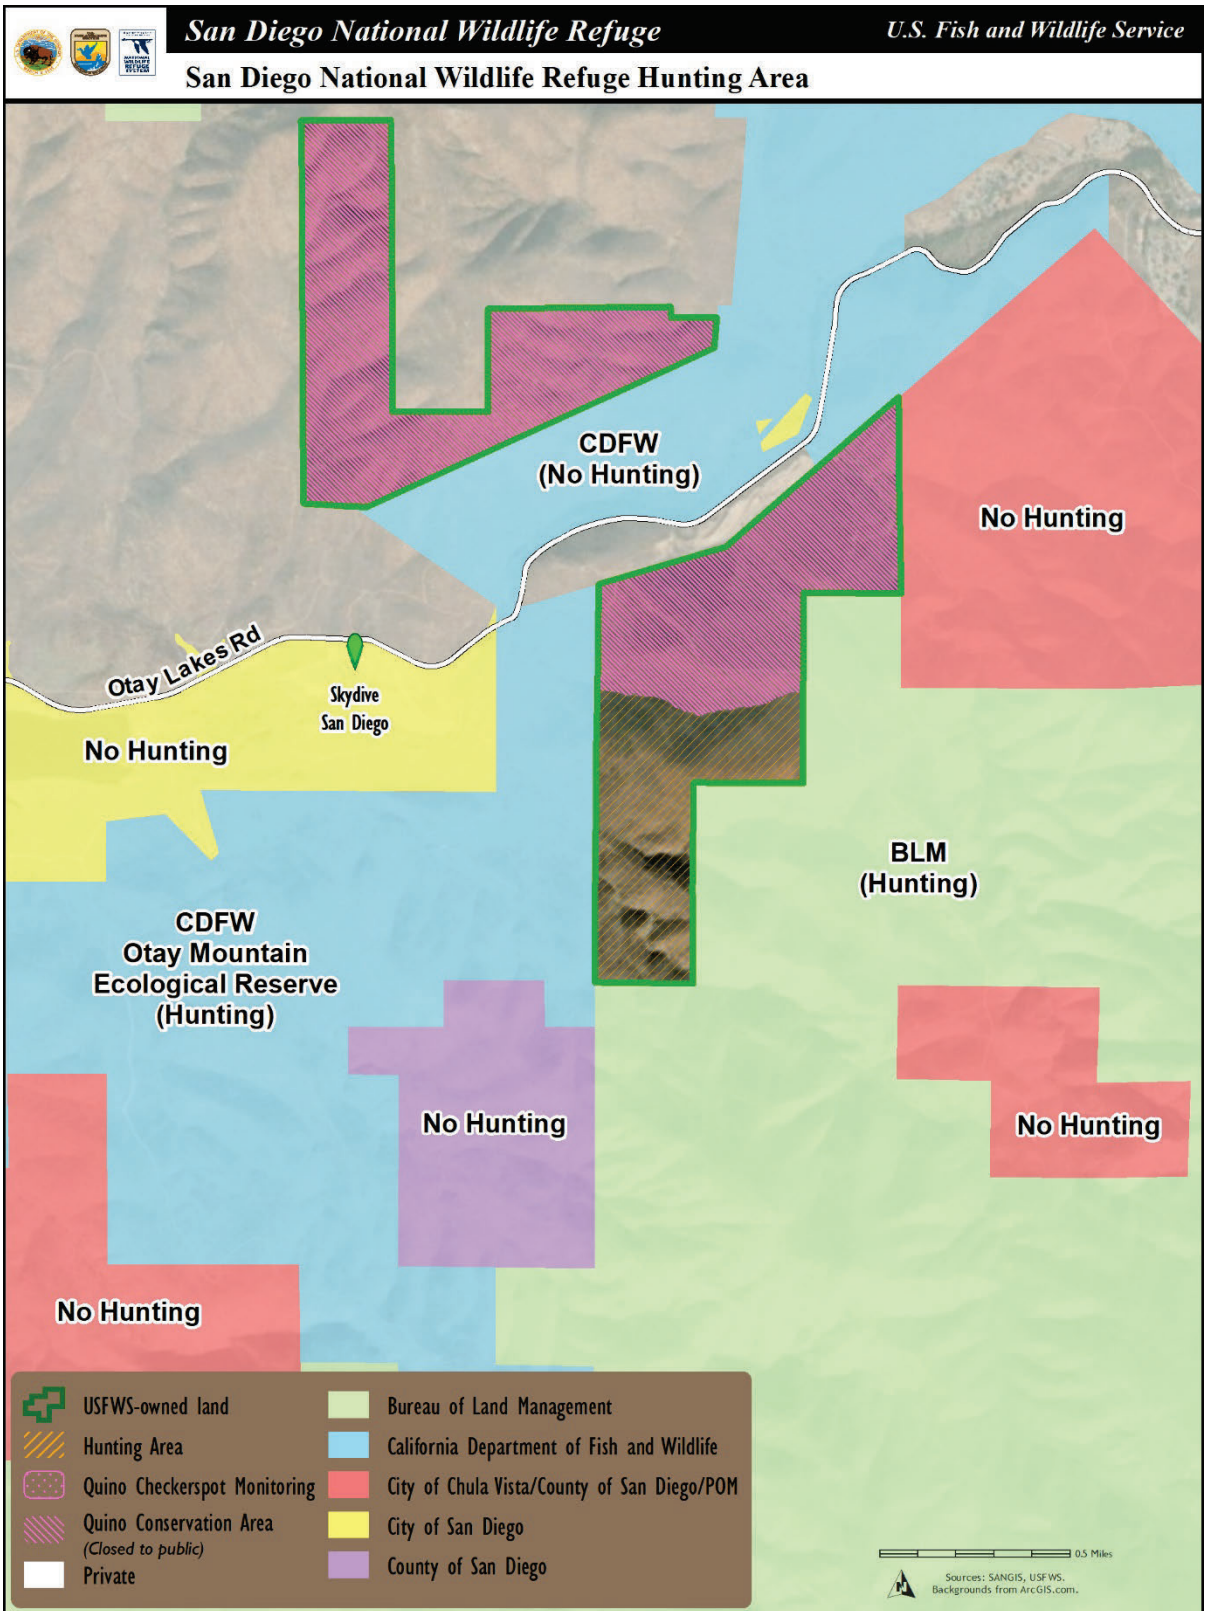 San Diego National Wildlife Refuge
U.S. Fish and Wildlife Service
San Diego National Wildlife Refuge Hunting Area
CDFW
(No Hunting)
No Hunting
Otay Lakes Rd
Skydive
San Diego
No Hunting
BLM
(Hunting)
CDFW
Otay Mountain
Ecological Reserve
(Hunting)
No Hunting
No Hunting
No Hunting
USFWS-owned land
Hunting Area
Quino Checkerspot Monitoring
Quino Conservation Area
(Closed to public)
Private
Bureau of Land Management
California Department of Fish and Wildlife
City of Chula Vista/County of San Diego/POM
City of San Diego
County of San Diego
0.5 Miles
N
Sources: SANGIS, USFWS.
Backgrounds from ArcGIS.com.